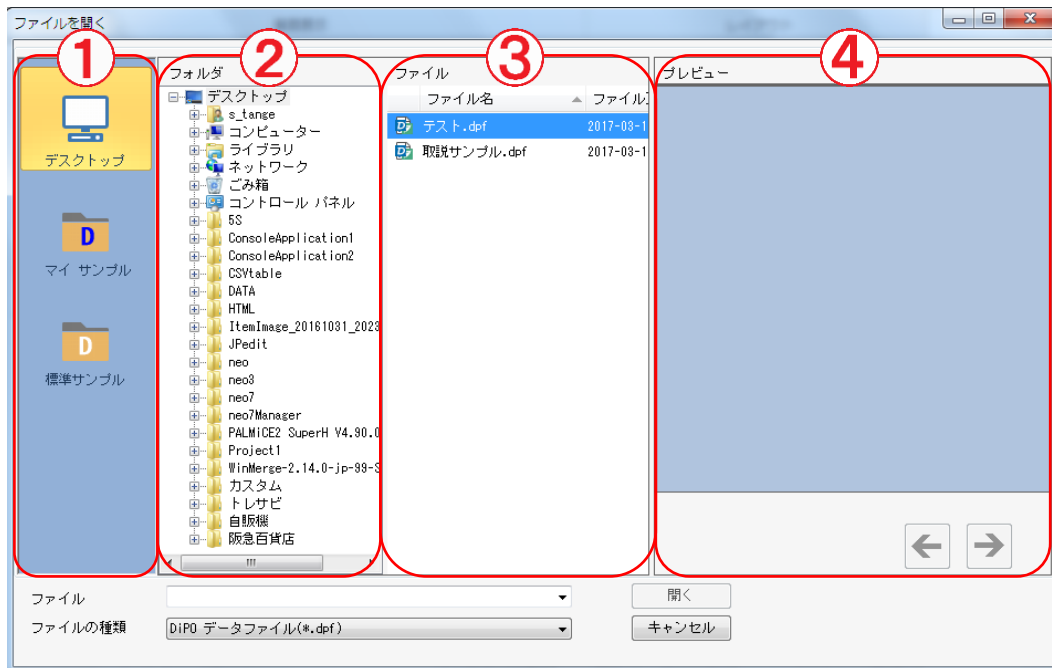 ファイルを開く
①
②
③
④
デスクトップ
マイ サンプル
標準サンプル
フォルダ
デスクトップ
s_tange
コンピューター
ライブラリ
ネットワーク
ごみ箱
コントロール パネル
5S
ConsoleApplication1
ConsoleApplication2
CSVtable
DATA
HTML
ItemImage_20161031_2023
JPedit
neo
neo3
neo7
neo7Manager
PALMiCE2 SuperH V4.90.0
Project1
WinMerge-2.14.0-jp-99-S
カスタム
トレサビ
自販機
阪急百貨店
ファイル
ファイル名 ファイル
テスト.dpf 2017-03-1
取説サンプル.dpf 2017-03-1
プレビュー
ファイル
開く
ファイルの種類
DiPO データファイル(*.dpf)
キャンセル